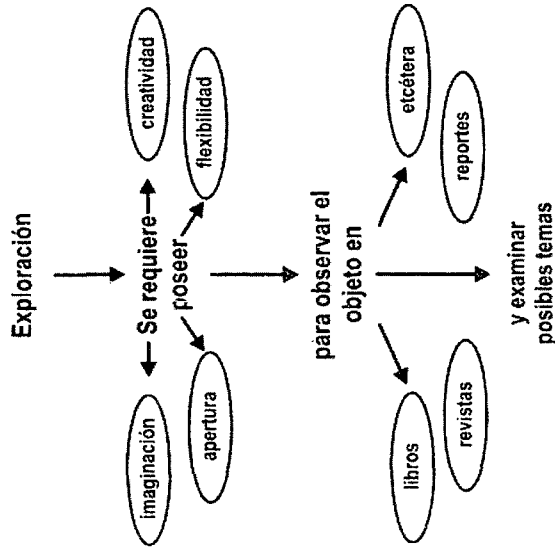 Exploración
imaginación
Se requiere
poseer
creatividad
apertura
flexibilidad
para observar el
objeto en
libros
etcétera
revistas
reportes
y examinar
posibles temas